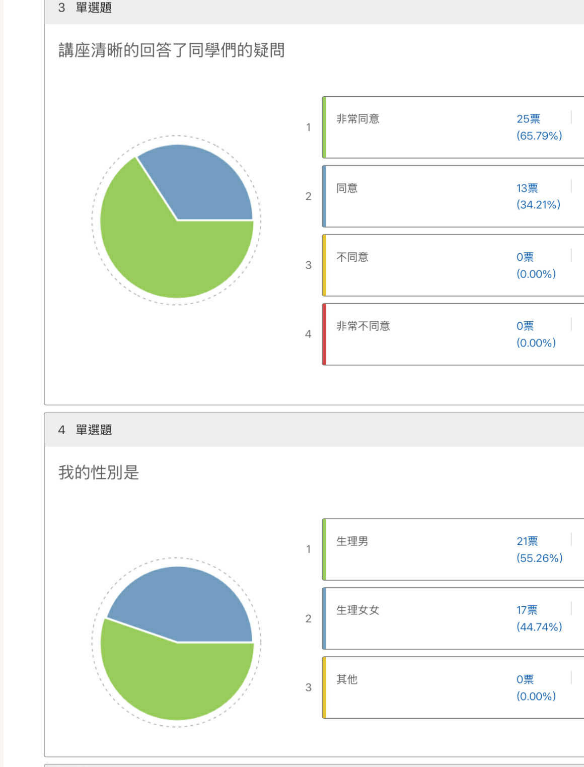 3 單選題
講座清晰的回答了同學們的疑問
1 非常同意 25票
(65.79%)
2 同意 13票
(34.21%)
3 不同意 0票
(0.00%)
4 非常不同意 0票
(0.00%)
4 單選題
我的性別是
1 生理男 21票
(55.26%)
2 生理女女 17票
(44.74%)
3 其他 0票
(0.00%)